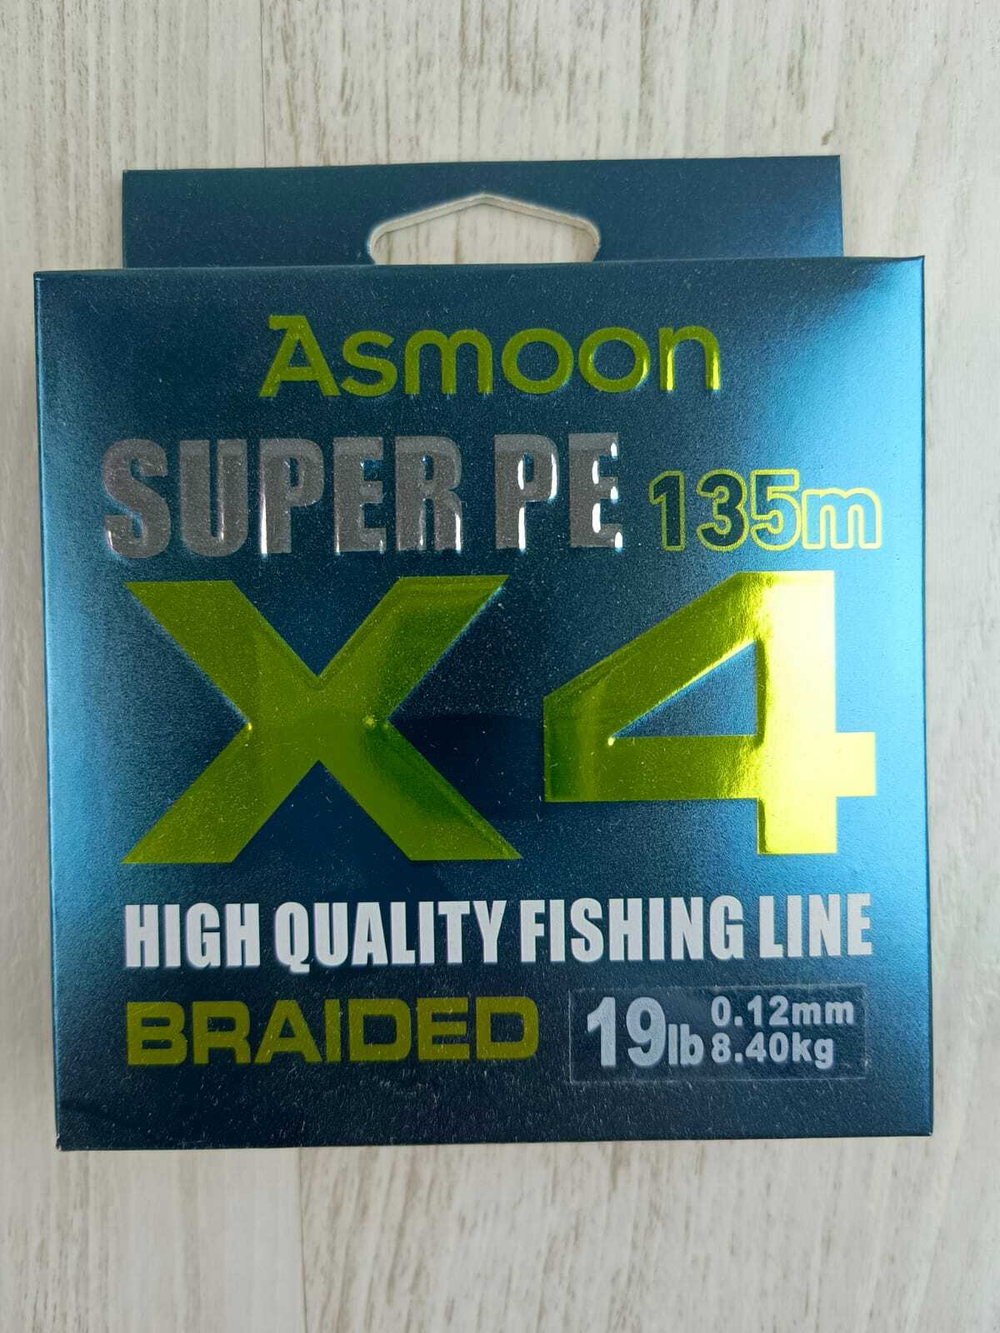 Asmoon
SUPER PE 135m
X4
HIGH QUALITY FISHING LINE
BRAIDED
19lb
0.12mm
8.40kg